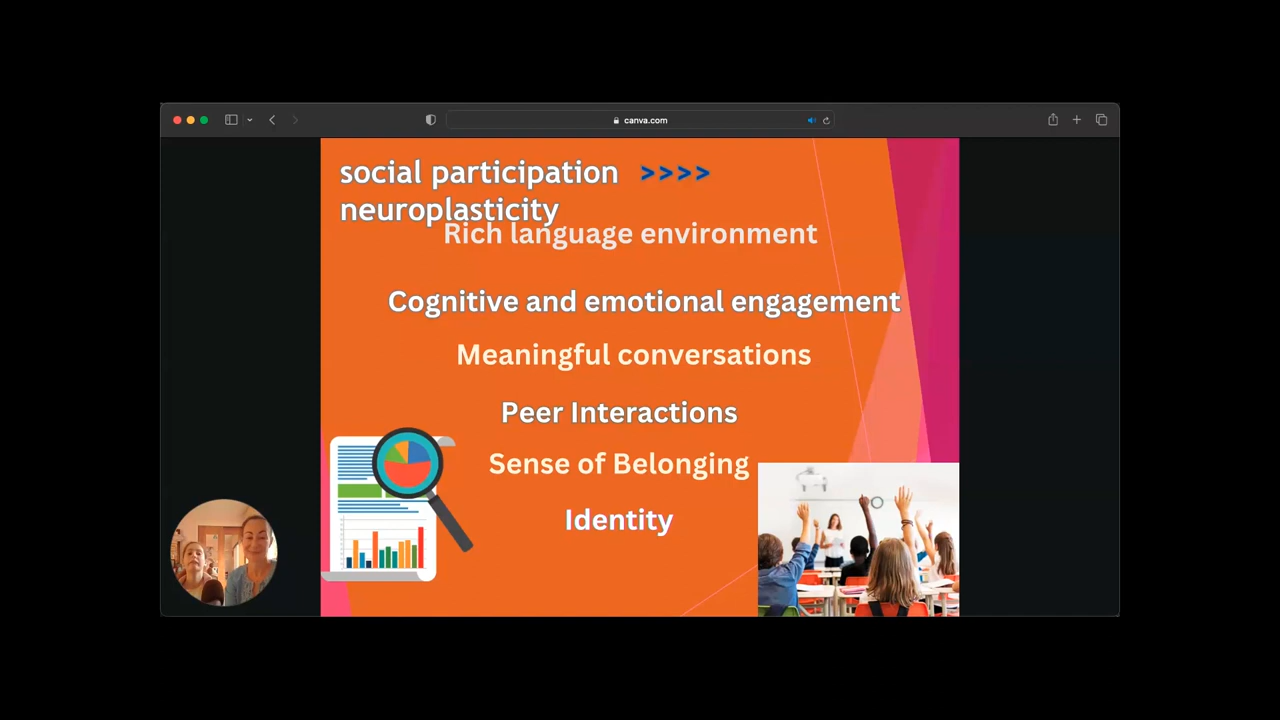 canva.com
social participation >>>>
neuroplasticity
Rich language environment
Cognitive and emotional engagement
Meaningful conversations
Peer Interactions
Sense of Belonging
Identity